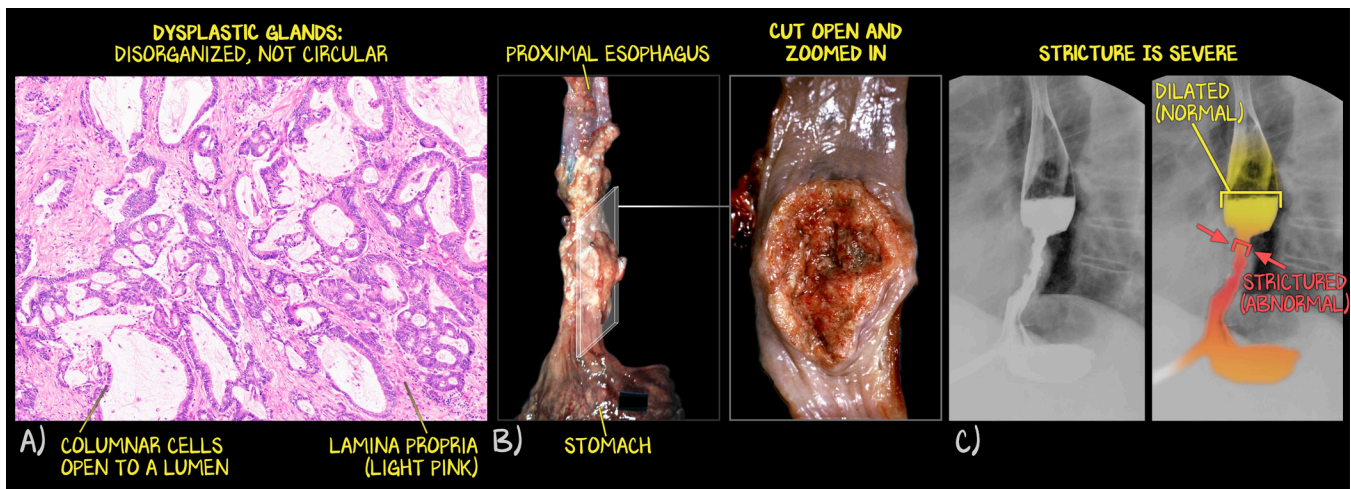 DYSPLASTIC GLANDS:
DISORGANIZED, NOT CIRCULAR
COLUMNAR CELLS
OPEN TO A LUMEN
LAMINA PROPRIA
(LIGHT PINK)
A)
PROXIMAL ESOPHAGUS
CUT OPEN AND
ZOOMED IN
STOMACH
B)
STRICTURE IS SEVERE
DILATED
(NORMAL)
STRICTURED
(ABNORMAL)
C)